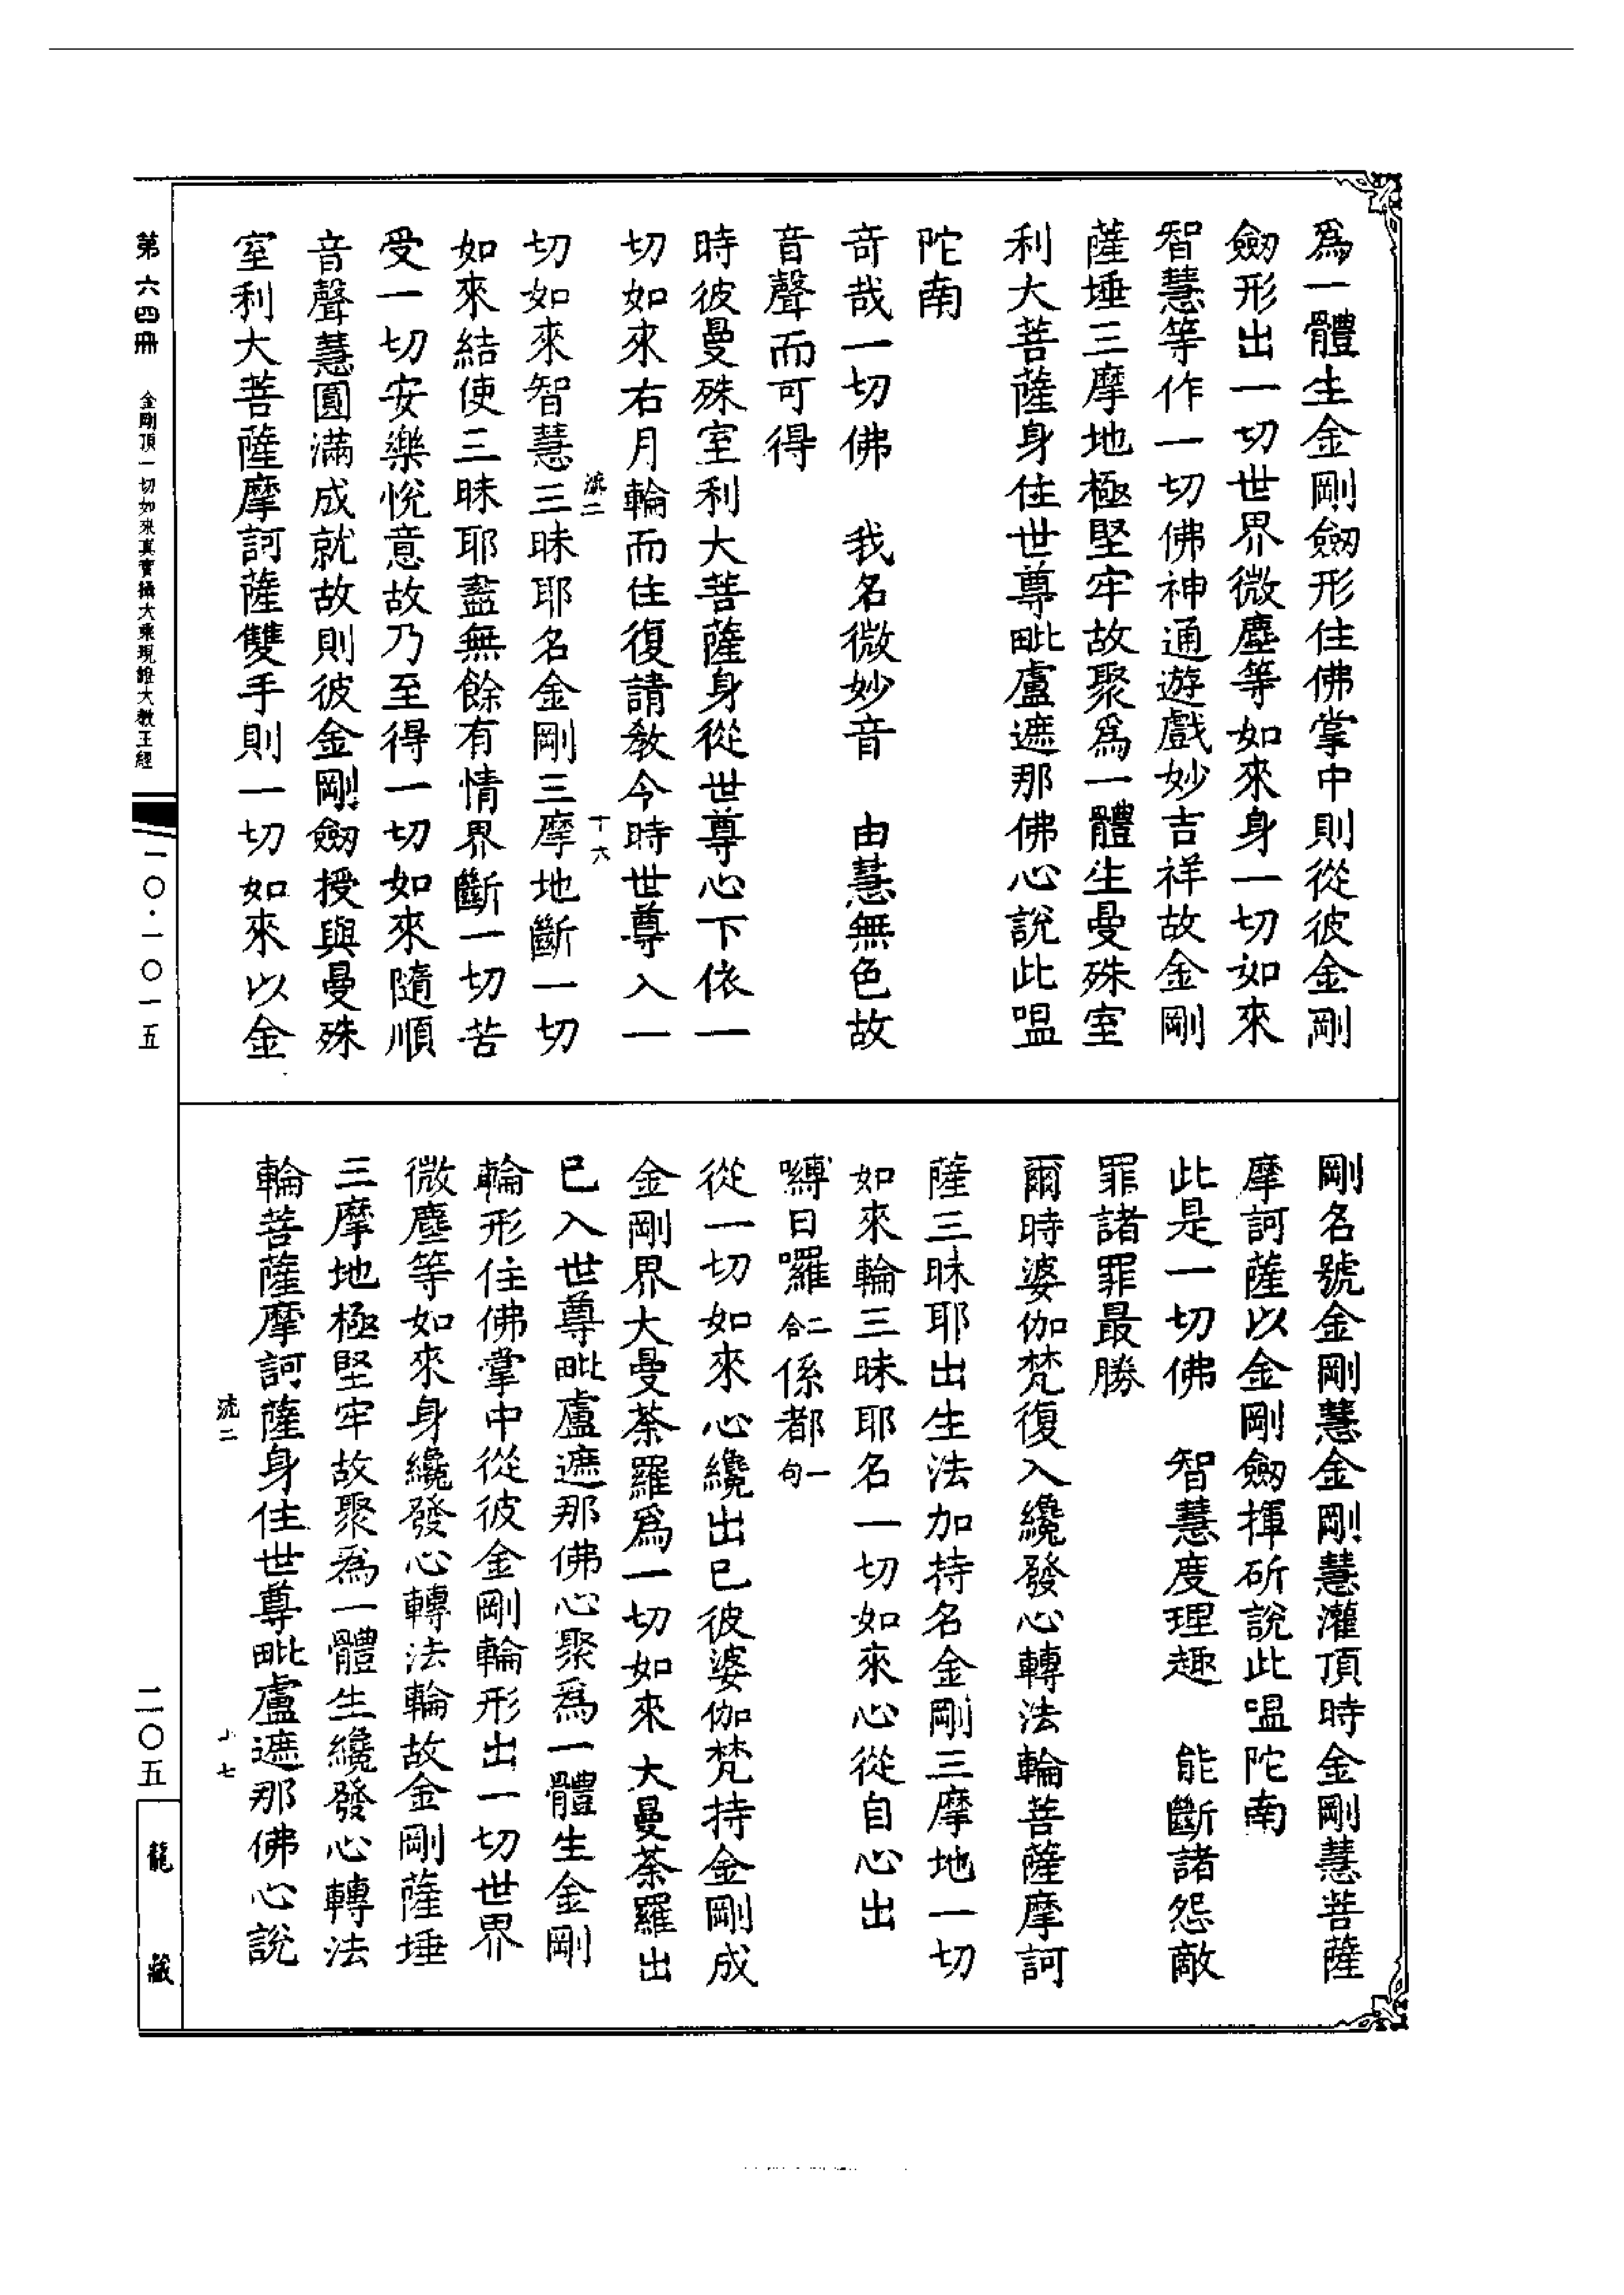 爲一體生金剛劒形住佛掌中則從彼金剛
劒形出一切世界微塵等如來身一切如來
智慧等作一切佛神通遊戲妙吉祥故金剛
薩埵三摩地極堅牢故聚爲一體生曼殊室
利大菩薩身住世尊毗盧遮那佛心說此嗢
陀南
奇哉一切佛　我名微妙音　由慧無色故
音聲而可得
時彼曼殊室利大菩薩身從世尊心下依一
切如來右月輪而住復請教今時世尊入一
流二　十六
切如來智慧三昧耶名金剛三摩地斷一切
如來結使三昧耶盡無餘有情界斷一切苦
受一切安樂悅意故乃至得一切如來隨順
音聲慧圓滿成就故則彼金剛劒授與曼殊
室利大菩薩摩訶薩雙手則一切如來以金
剛名號金剛慧金剛慧灌頂時金剛慧菩薩
摩訶薩以金剛劒揮斫說此嗢陀南
此是一切佛　智慧度理趣　能斷諸怨敵
罪諸罪最勝
爾時婆伽梵復入纔發心轉法輪菩薩摩訶
薩三昧耶出生法加持名金剛三摩地一切
如來輪三昧耶名一切如來心從自心出
嚩日囉二合係都一句
從一切如來心纔出已彼婆伽梵持金剛成
金剛界大曼荼羅爲一切如來大曼荼羅出
已入世尊毗盧遮那佛心聚爲一體生金剛
輪形住佛掌中從彼金剛輪形出一切世界
微塵等如來身纔發心轉法輪故金剛薩埵
三摩地極堅牢故聚爲一體生纔發心轉法
輪菩薩摩訶薩身住世尊毗盧遮那佛心說
流二　十七
第六四冊　金剛頂一切如來真實攝大乘現證大教王經
一〇·一〇一五
二〇五
龍藏